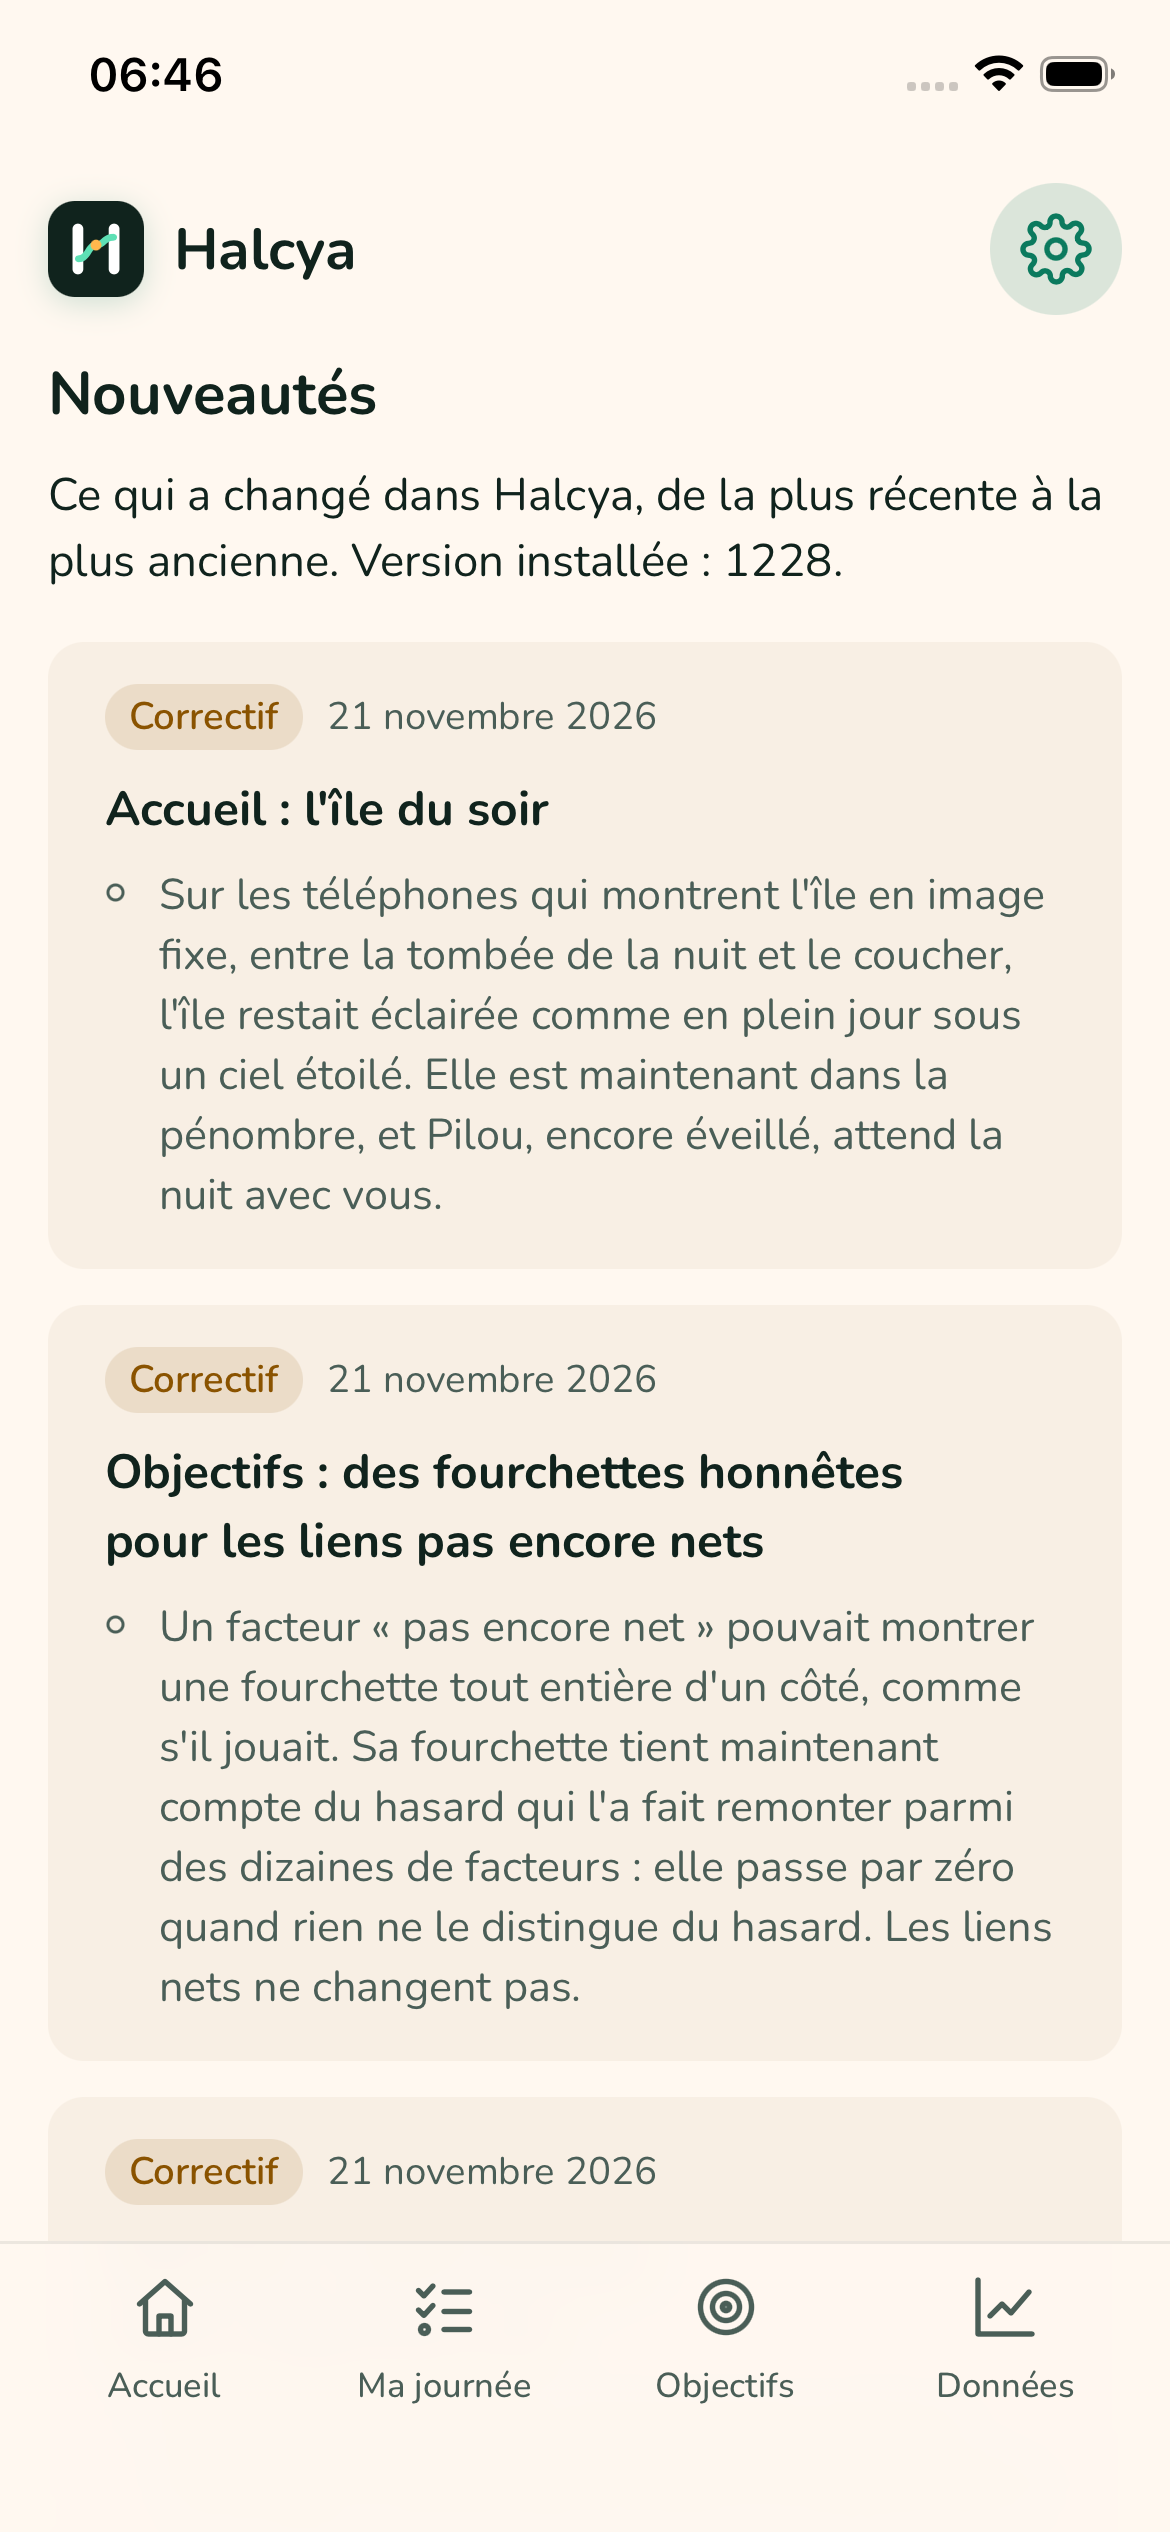 06:46
Halcya
Nouveautés
Ce qui a changé dans Halcya, de la plus récente à la
plus ancienne. Version installée : 1228.
Correctif 21 novembre 2026
Accueil : l'île du soir
Sur les téléphones qui montrent l'île en image
fixe, entre la tombée de la nuit et le coucher,
l'île restait éclairée comme en plein jour sous
un ciel étoilé. Elle est maintenant dans la
pénombre, et Pilou, encore éveillé, attend la
nuit avec vous.
Correctif 21 novembre 2026
Objectifs : des fourchettes honnêtes
pour les liens pas encore nets
Un facteur « pas encore net » pouvait montrer
une fourchette tout entière d'un côté, comme
s'il jouait. Sa fourchette tient maintenant
compte du hasard qui l'a fait remonter parmi
des dizaines de facteurs : elle passe par zéro
quand rien ne le distingue du hasard. Les liens
nets ne changent pas.
Correctif 21 novembre 2026
Accueil Ma journée Objectifs Données